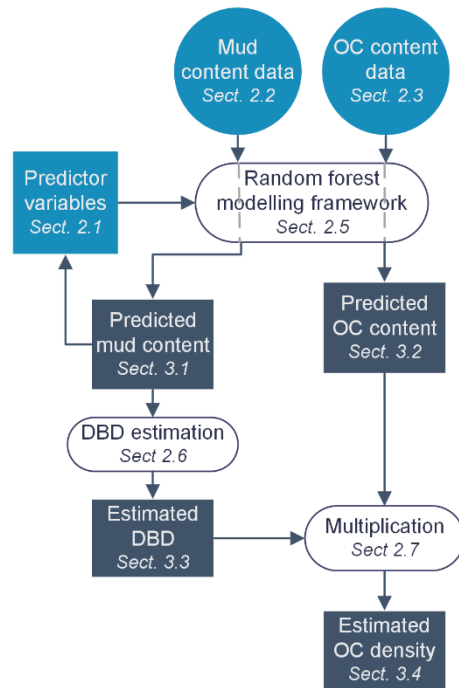 Mud
content data
Sect. 2.2
OC content
data
Sect. 2.3
Predictor
variables
Sect. 2.1
Random forest
modelling framework
Sect. 2.5
Predicted
mud content
Sect. 3.1
Predicted
OC content
Sect. 3.2
DBD estimation
Sect 2.6
Estimated
DBD
Sect. 3.3
Multiplication
Sect 2.7
Estimated
OC density
Sect. 3.4